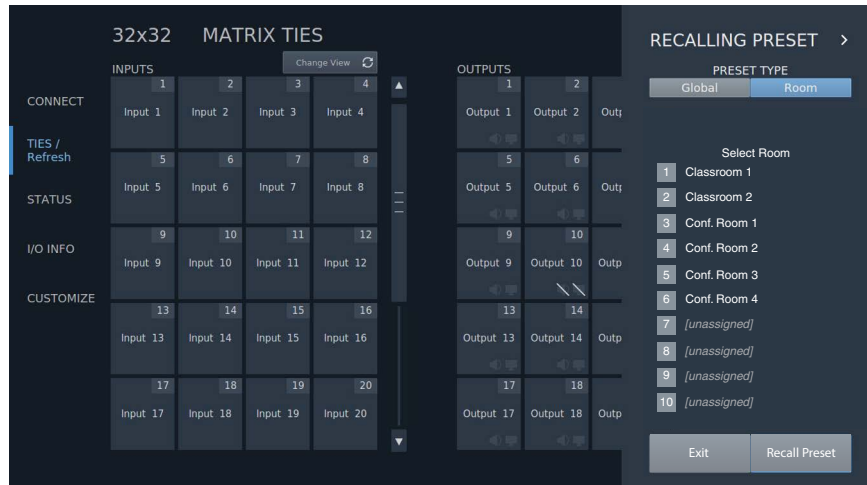 32x32 MATRIX TIES
INPUTS
Change View
CONNECT
TIES /
Refresh
STATUS
I/O INFO
CUSTOMIZE
1 2 3 4
Input 1 Input 2 Input 3 Input 4
5 6 7 8
Input 5 Input 6 Input 7 Input 8
9 10 11 12
Input 9 Input 10 Input 11 Input 12
13 14 15 16
Input 13 Input 14 Input 15 Input 16
17 18 19 20
Input 17 Input 18 Input 19 Input 20
OUTPUTS
1 2
Output 1 Output 2 Outp
5 6
Output 5 Output 6 Outp
9 10
Output 9 Output 10 Outp
13 14
Output 13 Output 14 Outp
17 18
Output 17 Output 18 Outp
RECALLING PRESET >
PRESET TYPE
Global Room
Select Room
1 Classroom 1
2 Classroom 2
3 Conf. Room 1
4 Conf. Room 2
5 Conf. Room 3
6 Conf. Room 4
7 [unassigned]
8 [unassigned]
9 [unassigned]
10 [unassigned]
Exit Recall Preset